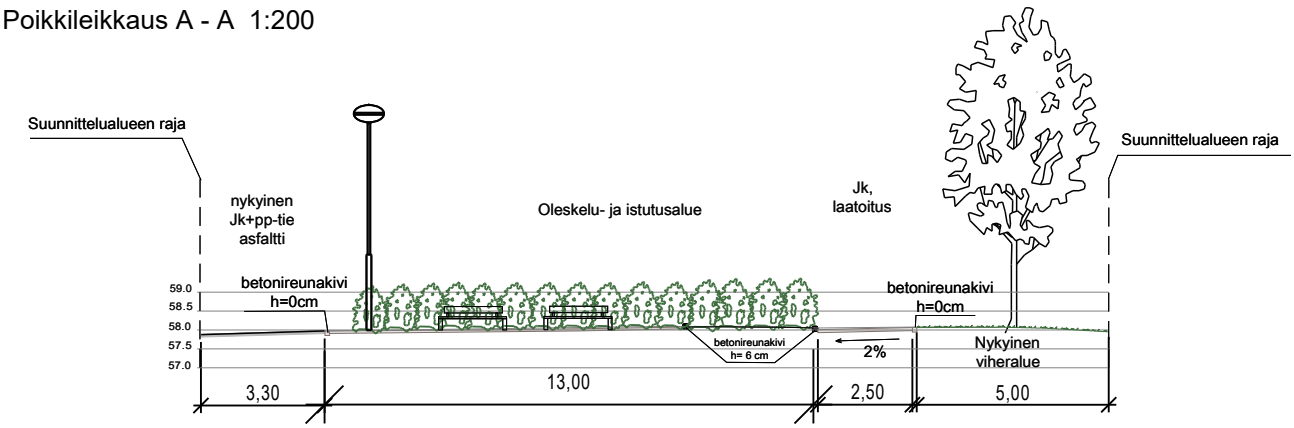 Poikkileikkaus A - A 1:200
Suunnittelualueen raja
Suunnittelualueen raja
nykyinen
Jk+pp-tie
asfaltti
Oleskelu- ja istutusalue
Jk,
laatoitus
betonireunakivi
h=0cm
betonireunakivi
h=0cm
59.0
58.5
58.0
57.5
57.0
betonireunakivi
h= 6 cm
2%
Nykyinen
viheralue
3,30
13,00
2,50
5,00